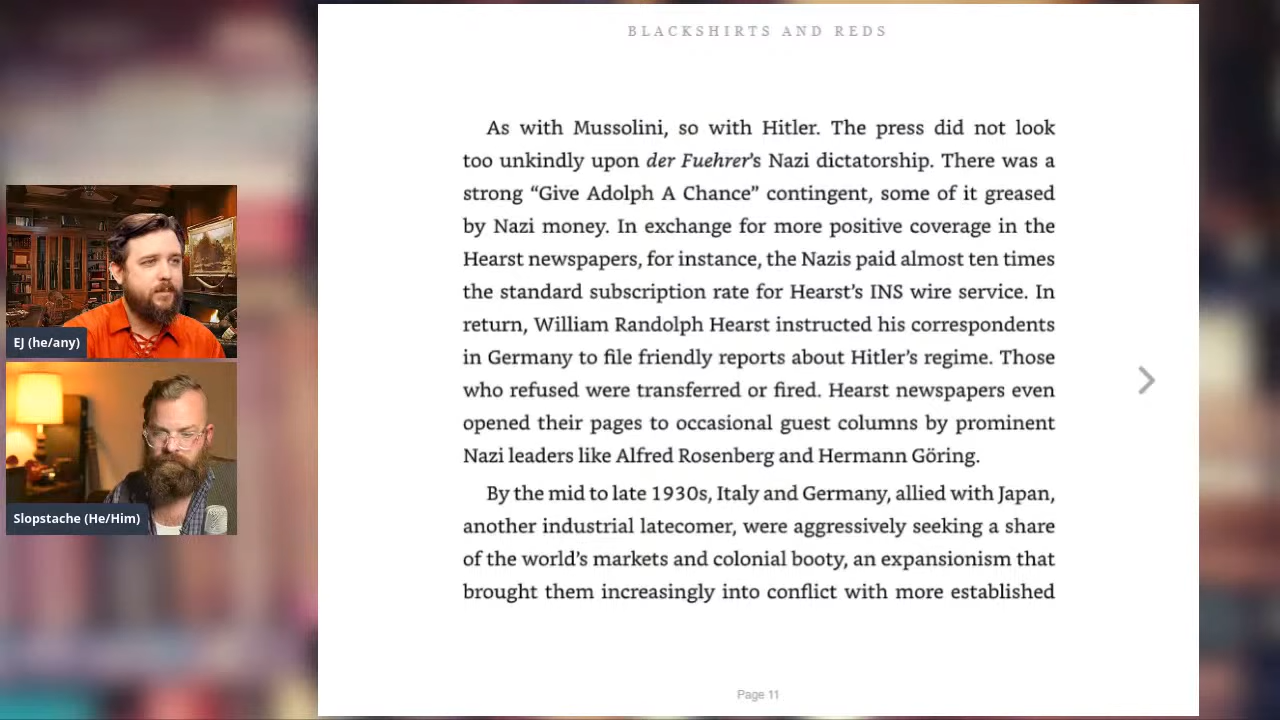 BLACKSHIRTS AND REDS
As with Mussolini, so with Hitler. The press did not look
too unkindly upon der Fuehrer's Nazi dictatorship. There was a
strong “Give Adolph A Chance” contingent, some of it greased
by Nazi money. In exchange for more positive coverage in the
Hearst newspapers, for instance, the Nazis paid almost ten times
the standard subscription rate for Hearst's INS wire service. In
return, William Randolph Hearst instructed his correspondents
in Germany to file friendly reports about Hitler's regime. Those
who refused were transferred or fired. Hearst newspapers even
opened their pages to occasional guest columns by prominent
Nazi leaders like Alfred Rosenberg and Hermann Göring.
By the mid to late 1930s, Italy and Germany, allied with Japan,
another industrial latecomer, were aggressively seeking a share
of the world's markets and colonial booty, an expansionism that
brought them increasingly into conflict with more established
Page 11
EJ (he/any)
Slopstache (He/Him)